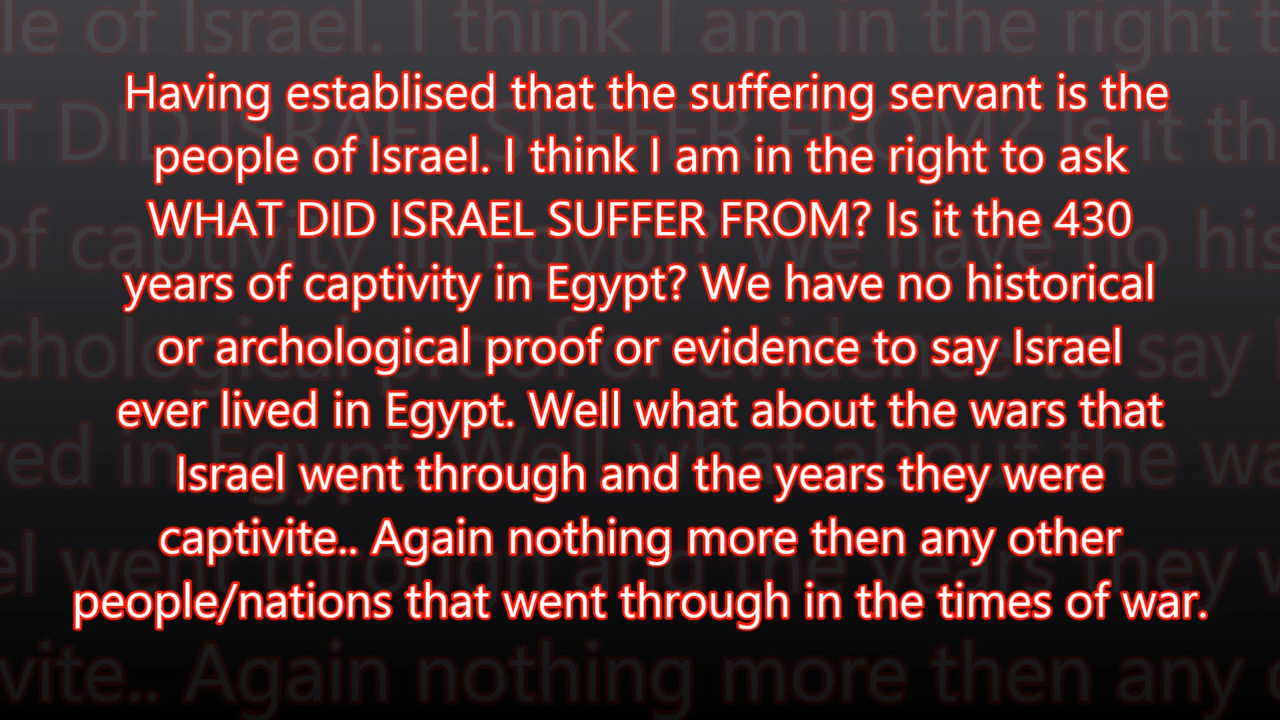 Having establised that the suffering servant is the
people of Israel. I think I am in the right to ask
WHAT DID ISRAEL SUFFER FROM? Is it the 430
years of captivity in Egypt? We have no historical
or archological proof or evidence to say Israel
ever lived in Egypt. Well what about the wars that
Israel went through and the years they were
captivite.. Again nothing more then any other
people/nations that went through in the times of war.